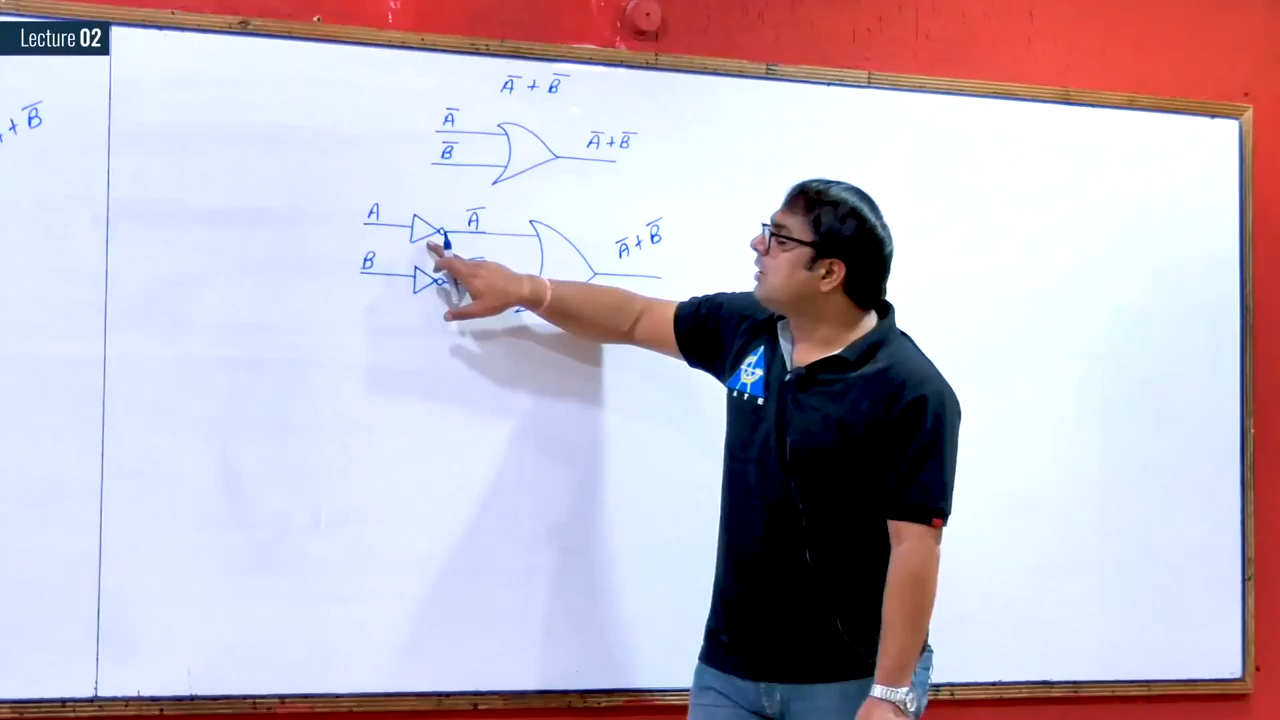 Lecture 02
A̅ + B̅
+ B̅
A̅
A̅+B̅
B̅
A
A̅
A̅+B̅
B